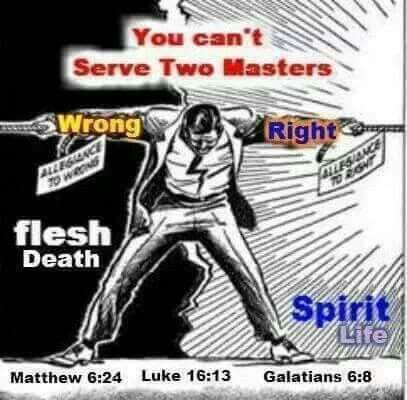 You can't
Serve Two Masters
Wrong
Right
ALLEGIANCE
TO WRONG
ALLEGIANCE
TO RIGHT
flesh
Death
Spirit
Life
Matthew 6:24 Luke 16:13 Galatians 6:8